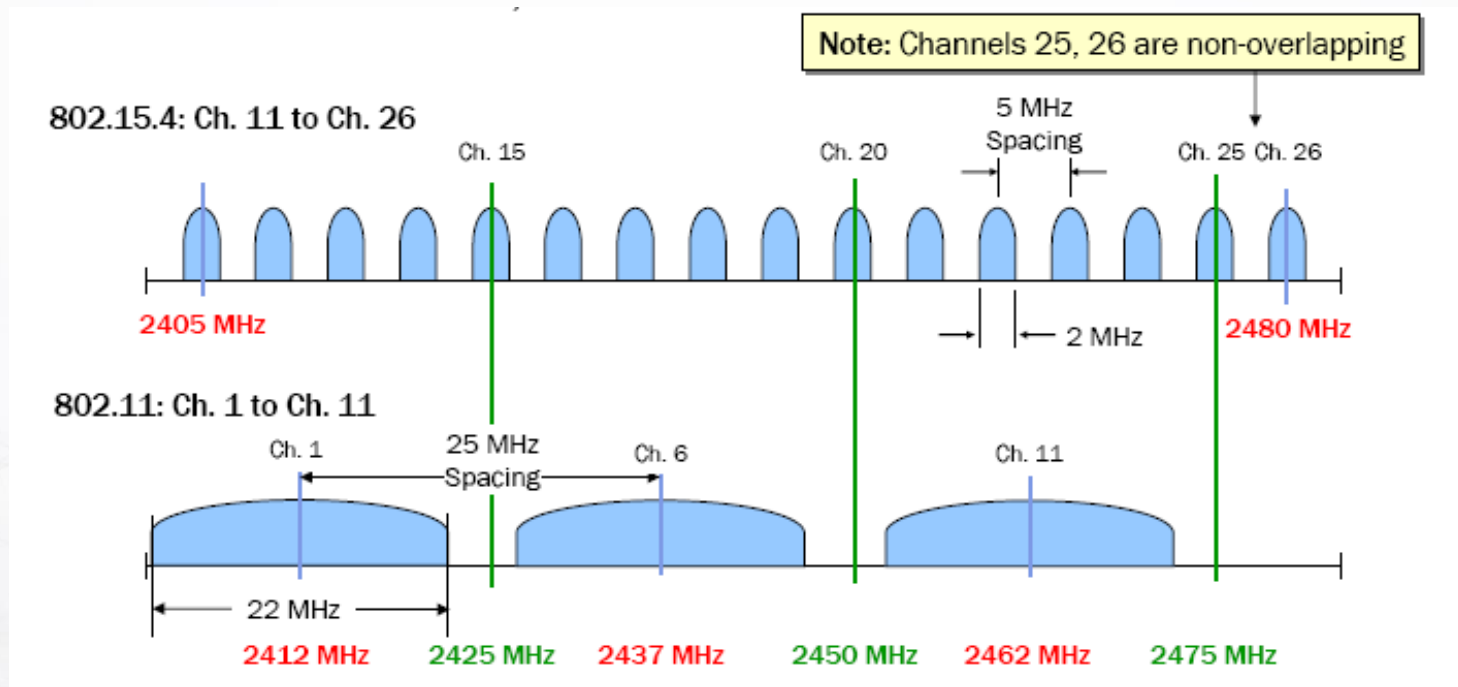 Note: Channels 25, 26 are non-overlapping
802.15.4: Ch. 11 to Ch. 26
5 MHz
Spacing
Ch. 15
Ch. 20
Ch. 25
Ch. 26
2405 MHz
2 MHz
2480 MHz
802.11: Ch. 1 to Ch. 11
Ch. 1
25 MHz
Spacing
Ch. 6
Ch. 11
22 MHz
2412 MHz
2425 MHz
2437 MHz
2450 MHz
2462 MHz
2475 MHz